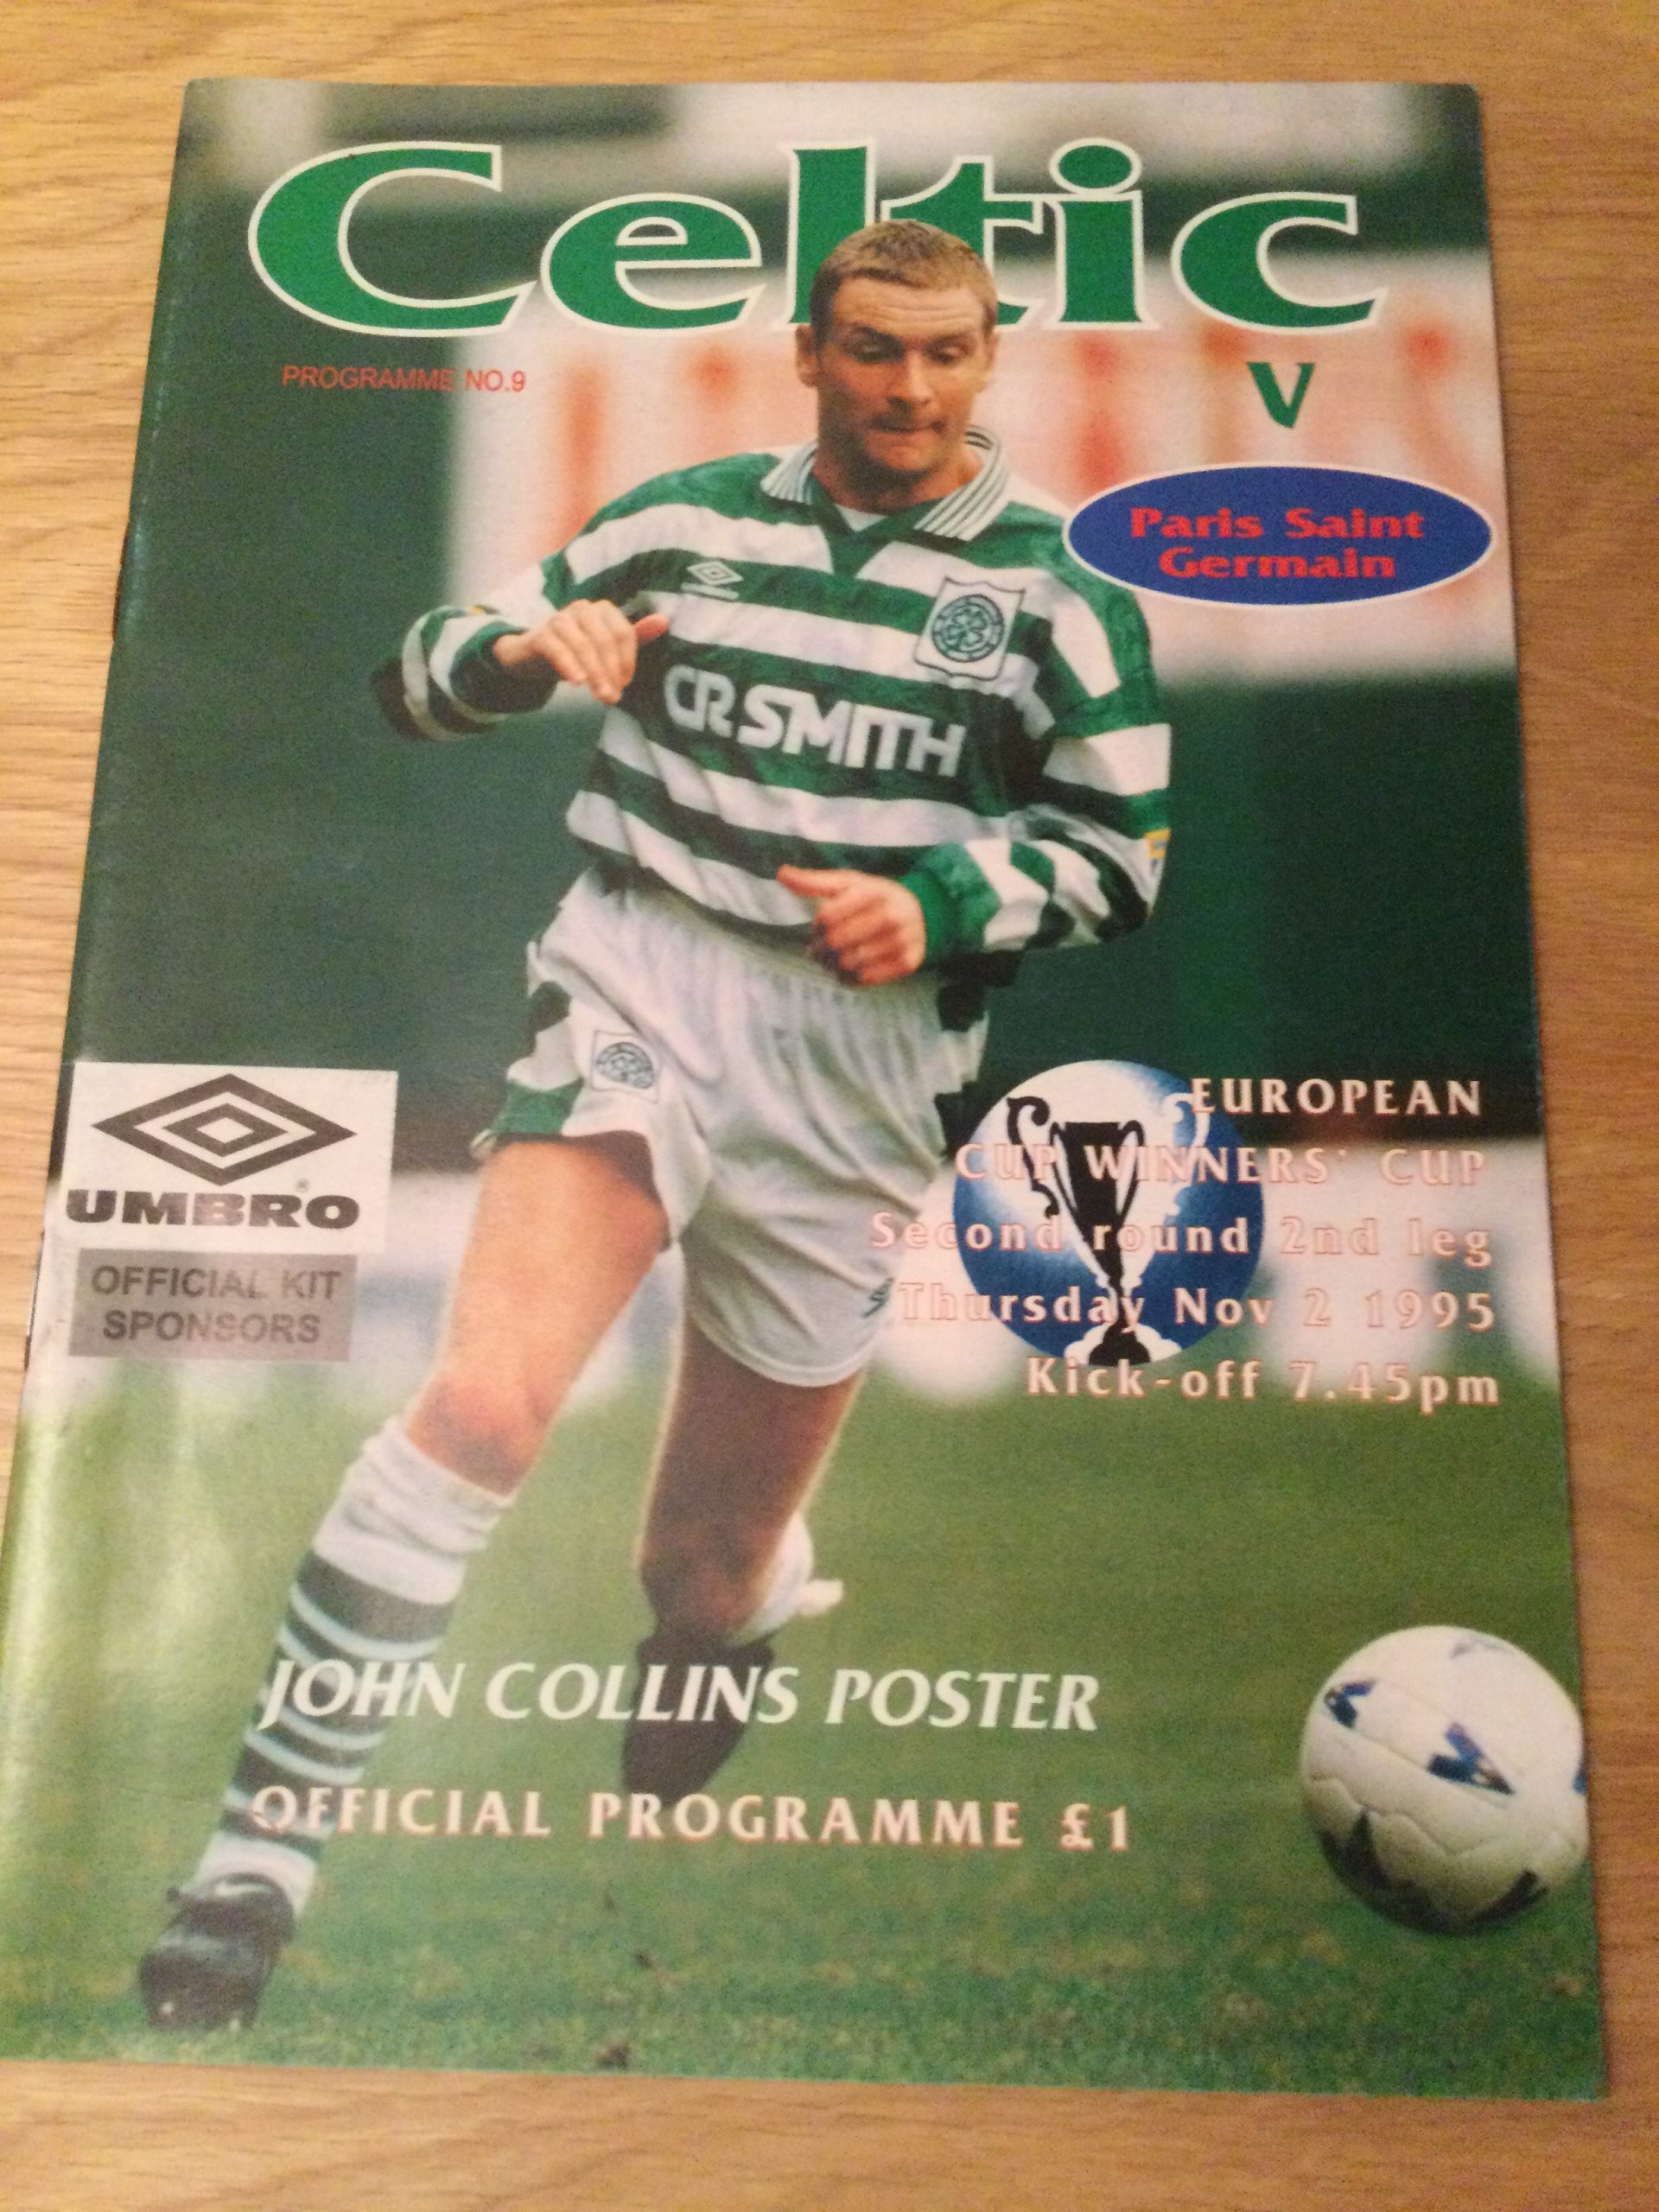 Celtic
PROGRAMME NO.9
V
Paris Saint
Germain
CR SMITH
EUROPEAN
CUP WINNERS' CUP
Second round 2nd leg
Thursday Nov 2 1995
Kick-off 7.45pm
UMBRO
OFFICIAL KIT
SPONSORS
JOHN COLLINS POSTER
OFFICIAL PROGRAMME £1